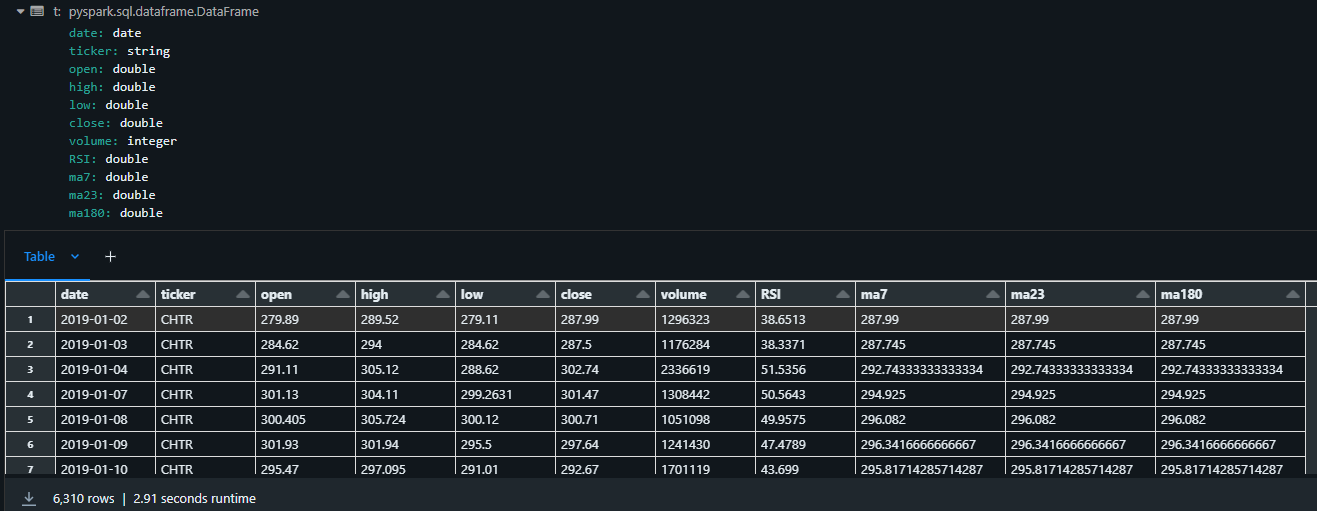 t: pyspark.sql.dataframe.DataFrame
date: date
ticker: string
open: double
high: double
low: double
close: double
volume: integer
RSI: double
ma7: double
ma23: double
ma180: double
Table +
date ticker open high low close volume RSI ma7 ma23 ma180
1 2019-01-02 CHTR 279.89 289.52 279.11 287.99 1296323 38.6513 287.99 287.99 287.99
2 2019-01-03 CHTR 284.62 294 284.62 287.5 1176284 38.3371 287.745 287.745 287.745
3 2019-01-04 CHTR 291.11 305.12 288.62 302.74 2336619 51.5356 292.74333333333334 292.74333333333334 292.74333333333334
4 2019-01-07 CHTR 301.13 304.11 299.2631 301.47 1308442 50.5643 294.925 294.925 294.925
5 2019-01-08 CHTR 300.405 305.724 300.12 300.71 1051098 49.9575 296.082 296.082 296.082
6 2019-01-09 CHTR 301.93 301.94 295.5 297.64 1241430 47.4789 296.3416666666667 296.3416666666667 296.3416666666667
7 2019-01-10 CHTR 295.47 297.095 291.01 292.67 1701119 43.699 295.81714285714287 295.81714285714287 295.81714285714287
6,310 rows | 2.91 seconds runtime